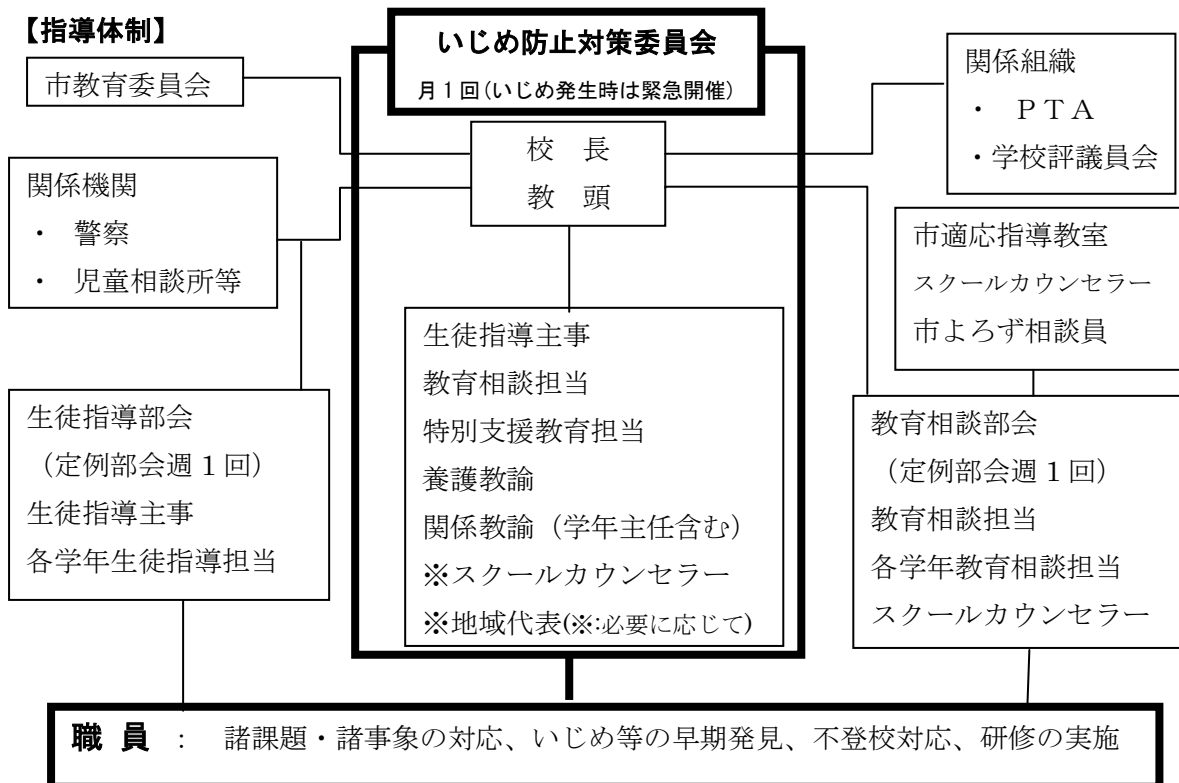 【指導体制】
いじめ防止対策委員会
月1回(いじめ発生時は緊急開催)
市教育委員会
校 長
教 頭
関係組織
・ PTA
・学校評議員会
関係機関
・ 警察
・ 児童相談所等
市適応指導教室
スクールカウンセラー
市よろず相談員
生徒指導主事
教育相談担当
特別支援教育担当
養護教諭
関係教諭（学年主任含む）
※スクールカウンセラー
※地域代表(※:必要に応じて)
生徒指導部会
（定例部会週1回）
生徒指導主事
各学年生徒指導担当
教育相談部会
（定例部会週1回）
教育相談担当
各学年教育相談担当
スクールカウンセラー
職 員 ： 諸課題・諸事象の対応、いじめ等の早期発見、不登校対応、研修の実施